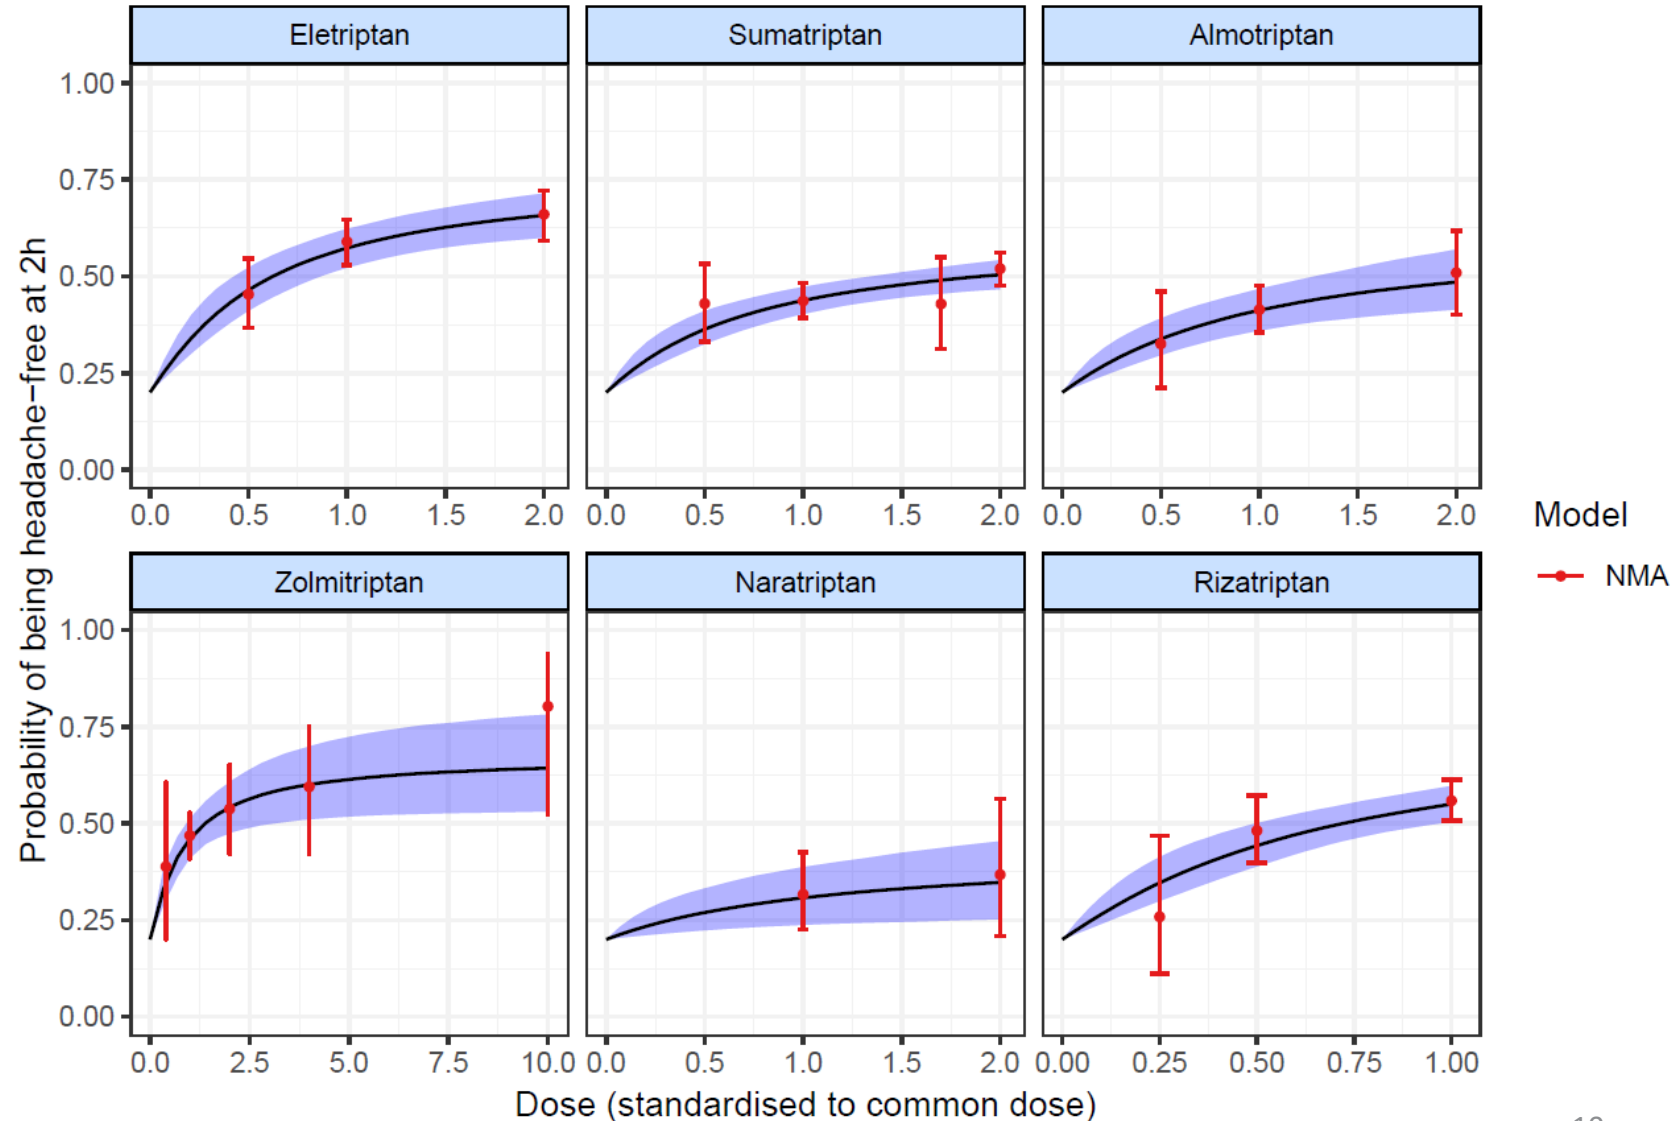 Eletriptan Sumatriptan Almotriptan
1.00
0.75
0.50
0.25
0.00
0.0 0.5 1.0 1.5 2.0 0.0 0.5 1.0 1.5 2.0 0.0 0.5 1.0 1.5 2.0
Zolmitriptan Naratriptan Rizatriptan
1.00
0.75
0.50
0.25
0.00
0.0 2.5 5.0 7.5 10.0 0.0 0.5 1.0 1.5 2.0 0.00 0.25 0.50 0.75 1.00
Probability of being headache−free at 2h
Dose (standardised to common dose)
Model
NMA